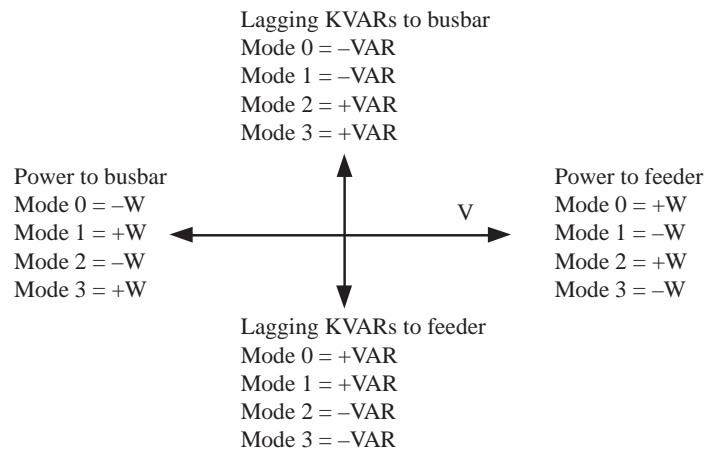 Lagging KVARs to busbar
Mode 0 = –VAR
Mode 1 = –VAR
Mode 2 = +VAR
Mode 3 = +VAR
Power to busbar
Mode 0 = –W
Mode 1 = +W
Mode 2 = –W
Mode 3 = +W
V
Power to feeder
Mode 0 = +W
Mode 1 = –W
Mode 2 = +W
Mode 3 = –W
Lagging KVARs to feeder
Mode 0 = +VAR
Mode 1 = +VAR
Mode 2 = –VAR
Mode 3 = –VAR